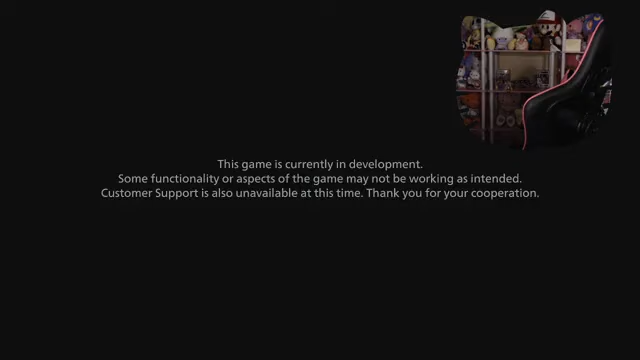 This game is currently in development.
Some functionality or aspects of the game may not be working as intended.
Customer Support is also unavailable at this time. Thank you for your cooperation.